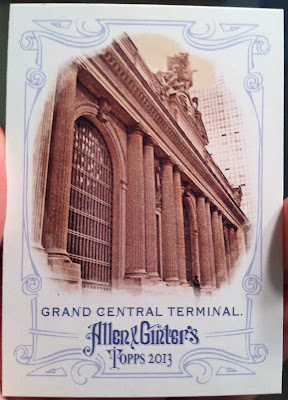 GRAND CENTRAL TERMINAL.
Allen & Ginter's
TOPPS 2013